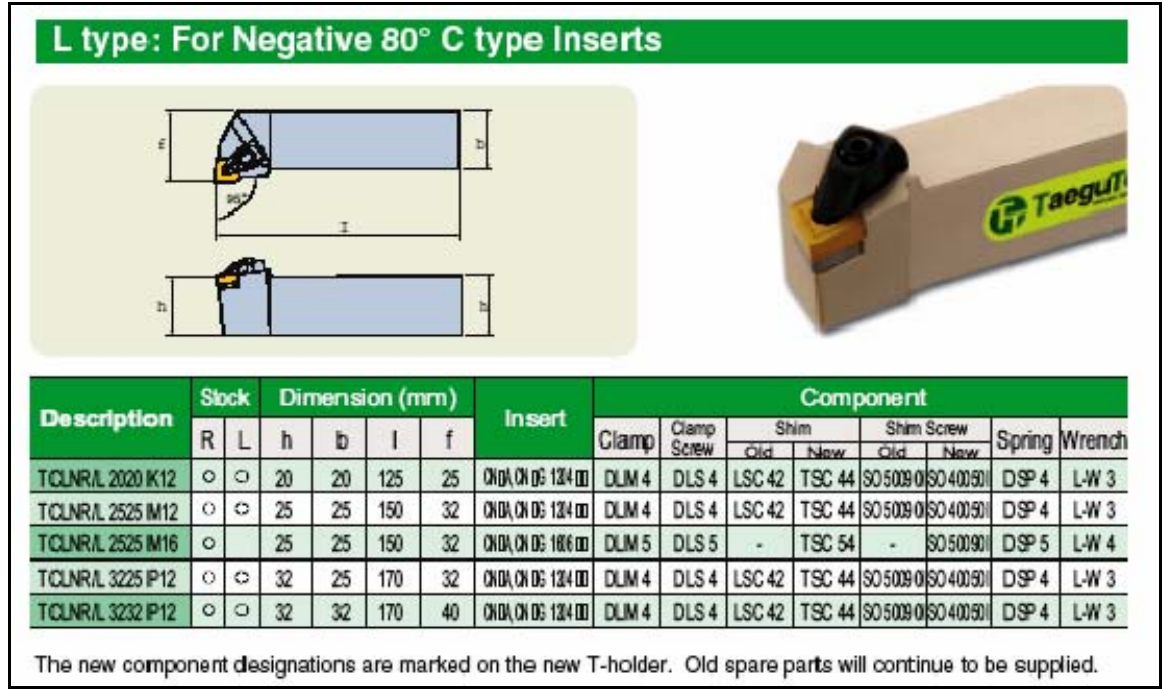 L type: For Negative 80° C type Inserts
f
b
95°
l
h
h
TaeguT
Description Stock Dimension (mm) Insert Component
R L h b l f Clamp Clamp Screw Shim Shim Screw Spring Wrench
Old New Old New
TCLNR/L 2020 K12 20 20 125 25 DLM 4 DLS 4 LSC 42 TSC 44 DSP 4 L-W 3
TCLNR/L 2525 M12 25 25 150 32 DLM 4 DLS 4 LSC 42 TSC 44 DSP 4 L-W 3
TCLNR/L 2525 M16 25 25 150 32 DLM 5 DLS 5 - TSC 54 - DSP 5 L-W 4
TCLNR/L 3225 P12 32 25 170 32 DLM 4 DLS 4 LSC 42 TSC 44 DSP 4 L-W 3
TCLNR/L 3232 P12 32 32 170 40 DLM 4 DLS 4 LSC 42 TSC 44 DSP 4 L-W 3
The new component designations are marked on the new T-holder. Old spare parts will continue to be supplied.